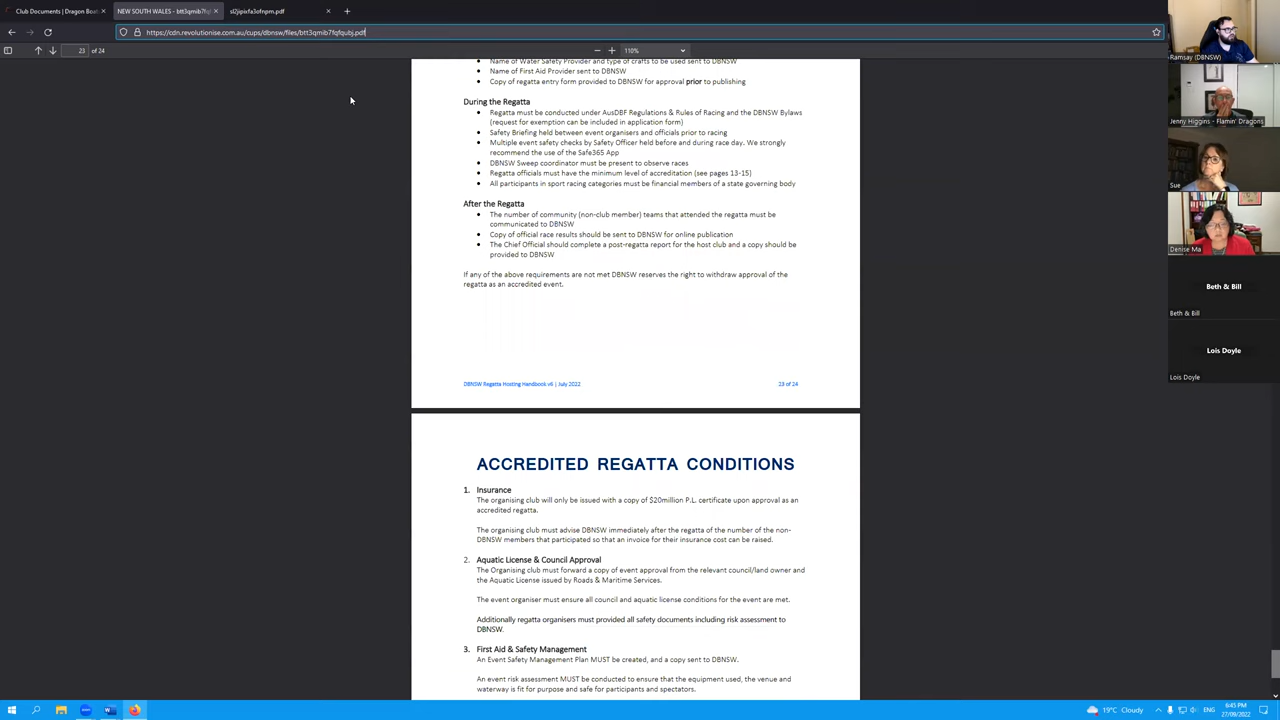 Club Documents | Dragon Boat
NEW SOUTH WALES - btt3qmib7fq
sl2jipixfa3ofnpm.pdf
https://cdn.revolutionise.com.au/cups/dbnsw/files/btt3qmib7fqfqubj.pdf
23 of 24
110%
Name of Water Safety Provider and type of crafts to be used sent to DBNSW
Name of First Aid Provider sent to DBNSW
Copy of regatta entry form provided to DBNSW for approval prior to publishing
During the Regatta
Regatta must be conducted under AusDBF Regulations & Rules of Racing and the DBNSW Bylaws
(request for exemption can be included in application form)
Safety Briefing held between event organisers and officials prior to racing
Multiple event safety checks by Safety Officer held before and during race day. We strongly
recommend the use of the Safe365 App
DBNSW Sweep coordinator must be present to observe races
Regatta officials must have the minimum level of accreditation (see pages 13-15)
All participants in sport racing categories must be financial members of a state governing body
After the Regatta
The number of community (non-club member) teams that attended the regatta must be
communicated to DBNSW
Copy of official race results should be sent to DBNSW for online publication
The Chief Official should complete a post-regatta report for the host club and a copy should be
provided to DBNSW
If any of the above requirements are not met DBNSW reserves the right to withdraw approval of the
regatta as an accredited event.
DBNSW Regatta Hosting Handbook v6 | July 2022
23 of 24
ACCREDITED REGATTA CONDITIONS
1. Insurance
The organising club will only be issued with a copy of $20million P.L. certificate upon approval as an
accredited regatta.
The organising club must advise DBNSW immediately after the regatta of the number of the non-
DBNSW members that participated so that an invoice for their insurance cost can be raised.
2. Aquatic License & Council Approval
The Organising club must forward a copy of event approval from the relevant council/land owner and
the Aquatic License issued by Roads & Maritime Services.
The event organiser must ensure all council and aquatic license conditions for the event are met.
Additionally regatta organisers must provided all safety documents including risk assessment to
DBNSW.
3. First Aid & Safety Management
An Event Safety Management Plan MUST be created, and a copy sent to DBNSW.
An event risk assessment MUST be conducted to ensure that the equipment used, the venue and
waterway is fit for purpose and safe for participants and spectators.
Ramsay (DBNSW)
Jenny Higgins - Flamin' Dragons
Sue
Denise Ma
Beth & Bill
Beth & Bill
Lois Doyle
Lois Doyle
19°C Cloudy
ENG
6:45 PM
27/09/2022